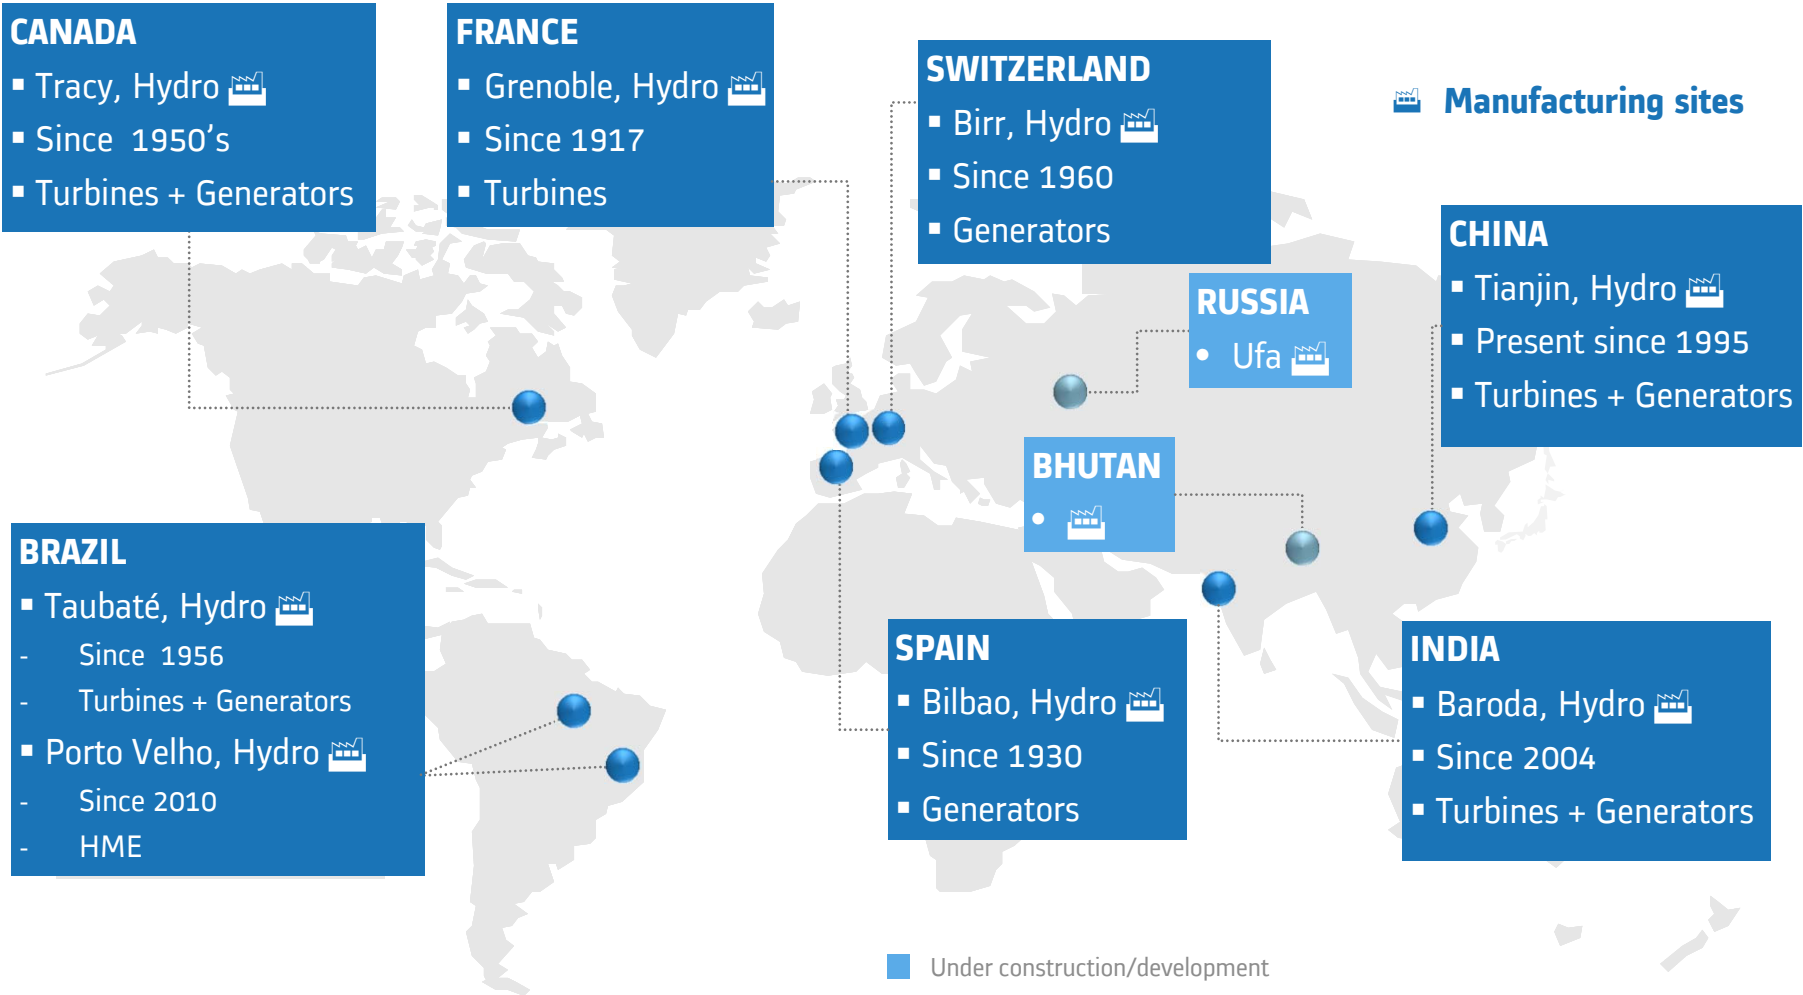 CANADA
▪ Tracy, Hydro
▪ Since 1950's
▪ Turbines + Generators
FRANCE
▪ Grenoble, Hydro
▪ Since 1917
▪ Turbines
SWITZERLAND
▪ Birr, Hydro
▪ Since 1960
▪ Generators
Manufacturing sites
CHINA
▪ Tianjin, Hydro
▪ Present since 1995
▪ Turbines + Generators
RUSSIA
• Ufa
BHUTAN
•
BRAZIL
▪ Taubaté, Hydro
- Since 1956
- Turbines + Generators
▪ Porto Velho, Hydro
- Since 2010
- HME
SPAIN
▪ Bilbao, Hydro
▪ Since 1930
▪ Generators
INDIA
▪ Baroda, Hydro
▪ Since 2004
▪ Turbines + Generators
Under construction/development